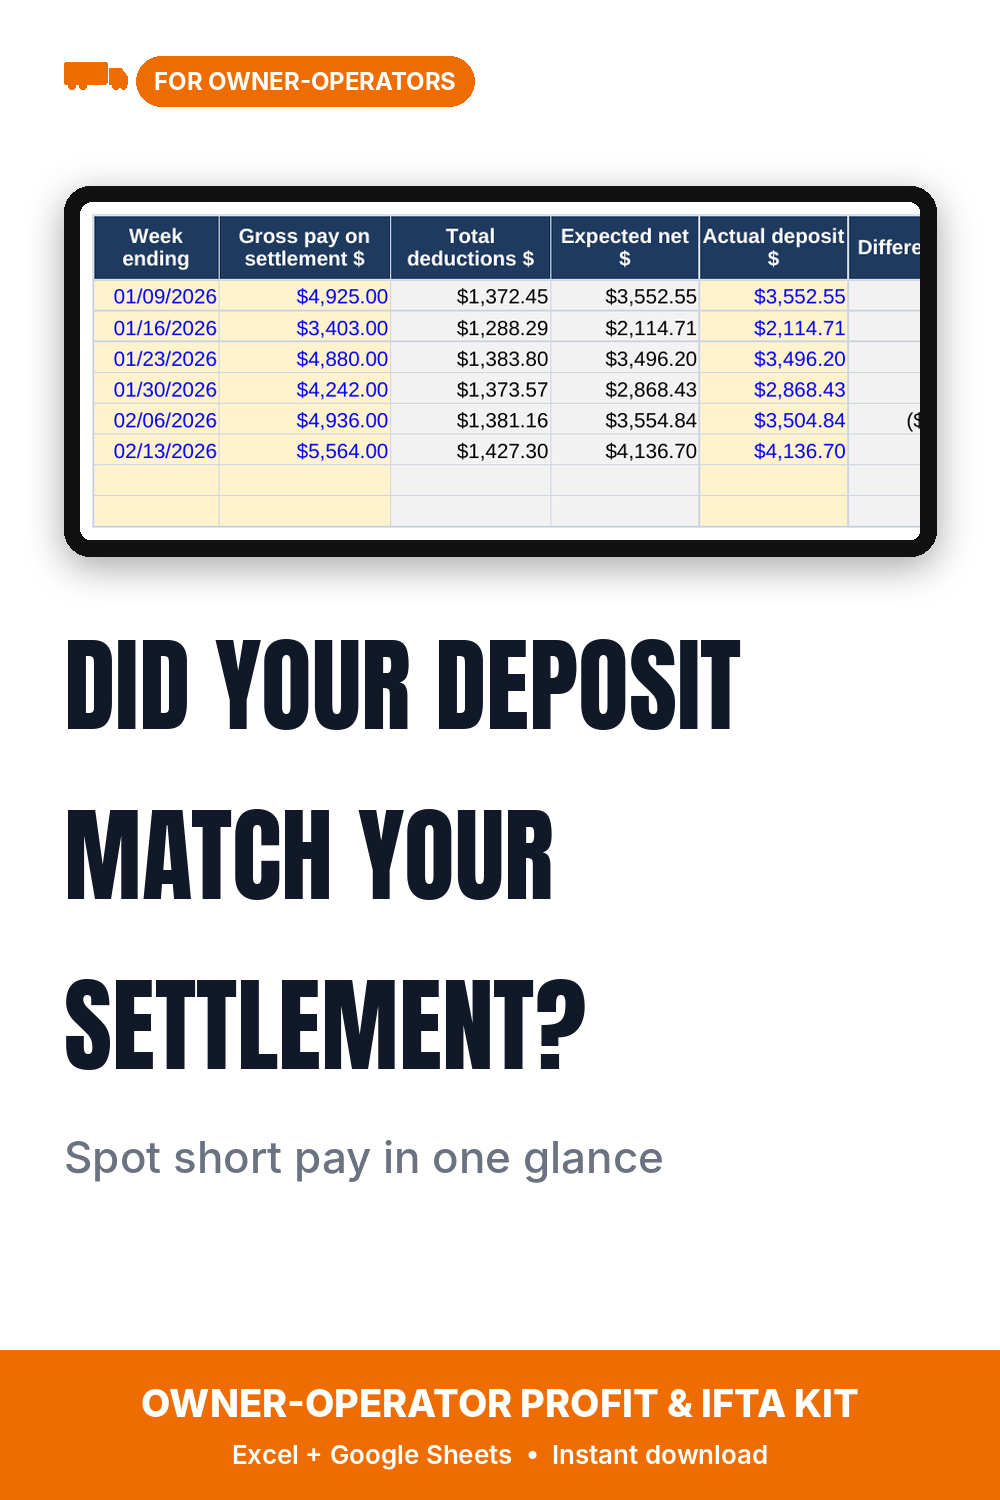 FOR OWNER-OPERATORS
Week ending Gross pay on settlement $ Total deductions $ Expected net $ Actual deposit $
01/09/2026 $4,925.00 $1,372.45 $3,552.55 $3,552.55
01/16/2026 $3,403.00 $1,288.29 $2,114.71 $2,114.71
01/23/2026 $4,880.00 $1,383.80 $3,496.20 $3,496.20
01/30/2026 $4,242.00 $1,373.57 $2,868.43 $2,868.43
02/06/2026 $4,936.00 $1,381.16 $3,554.84 $3,504.84 ($
02/13/2026 $5,564.00 $1,427.30 $4,136.70 $4,136.70
DID YOUR DEPOSIT
MATCH YOUR
SETTLEMENT?
Spot short pay in one glance
OWNER-OPERATOR PROFIT & IFTA KIT
Excel + Google Sheets • Instant download